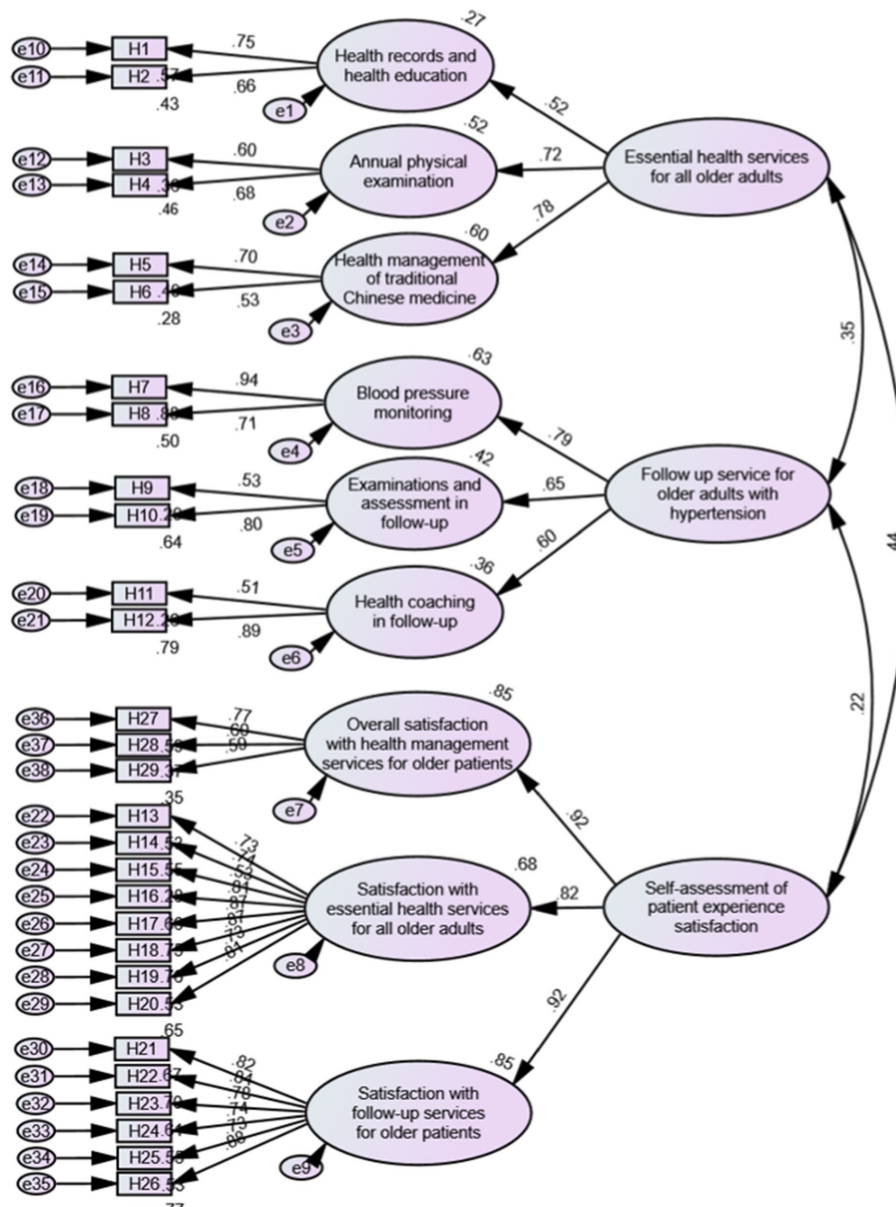 .27
e10
H1
.75
Health records and
health education
e11
H2 .57
.66
.43
e1
.52
.52
e12
H3
.60
Annual physical
examination
.72
Essential health services
for all older adults
e13
H4
.68
.46
e2
.78
.60
e14
H5
.70
Health management
of traditional
Chinese medicine
e15
H6
.53
.28
e3
.35
.63
e16
H7
.94
Blood pressure
monitoring
e17
H8
.71
.50
e4
.79
.42
e18
H9
.53
Examinations and
assessment in
follow-up
.65
Follow up service for
older adults with
hypertension
e19
H10
.80
.64
e5
.60
.44
.36
e20
H11
.51
Health coaching
in follow-up
e21
H12
.89
.79
e6
.85
.22
e36
H27
.77
Overall satisfaction
with health management
services for older patients
e37
H28
.60
e38
H29
.59
.35
e7
.92
e22
H13
e23
H14
.73
e24
H15.55
.68
e25
H16
Satisfaction with
essential health services
for all older adults
.82
Self-assessment of
patient experience
satisfaction
e26
H17
e27
H18
e28
H19
e29
H20
.81
.65
e8
.92
.85
e30
H21
.82
e31
H22.67
e32
H23
Satisfaction with
follow-up services
for older patients
e33
H24
.74
e34
H25
e35
H26
e9